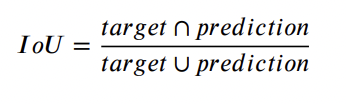 IoU = target ∩ prediction / target ∪ prediction